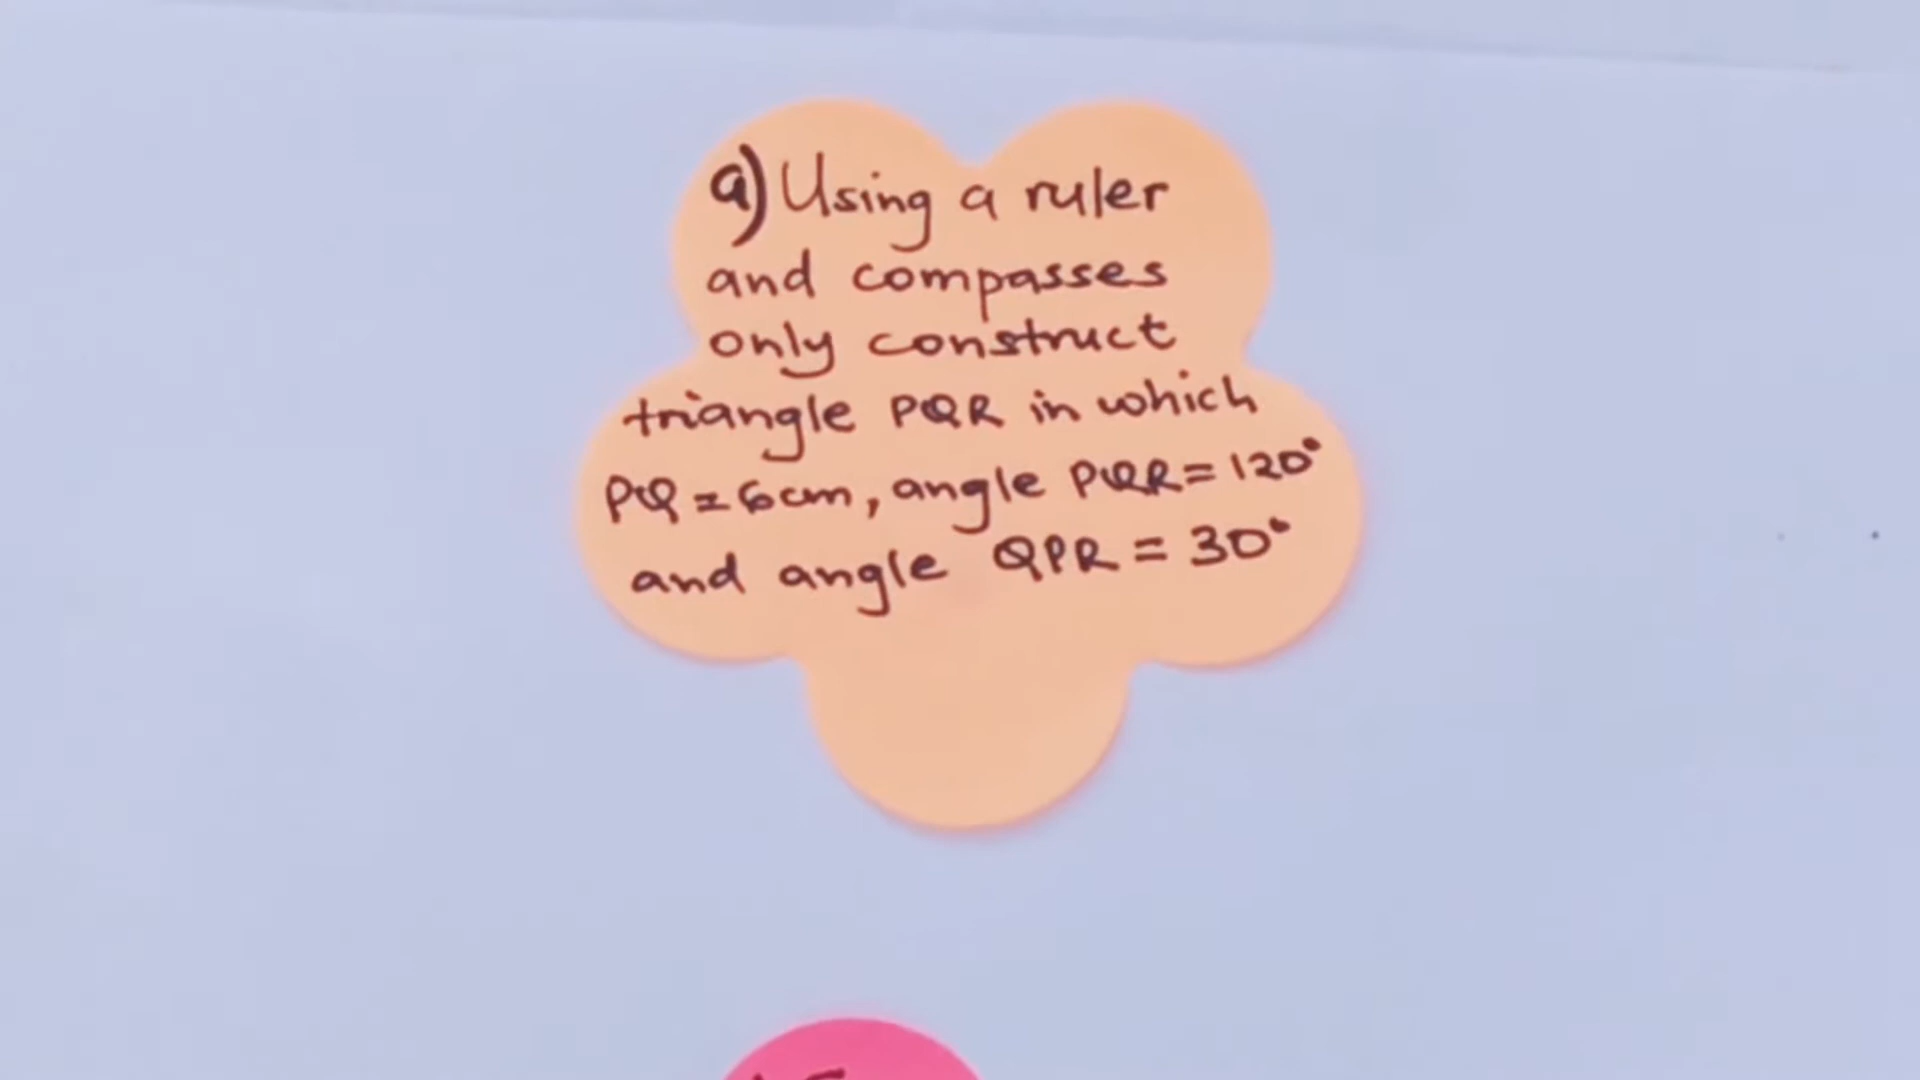 a) Using a ruler
and compasses
only construct
triangle PQR in which
PQ = 6cm, angle PQR = 120°
and angle QPR = 30°